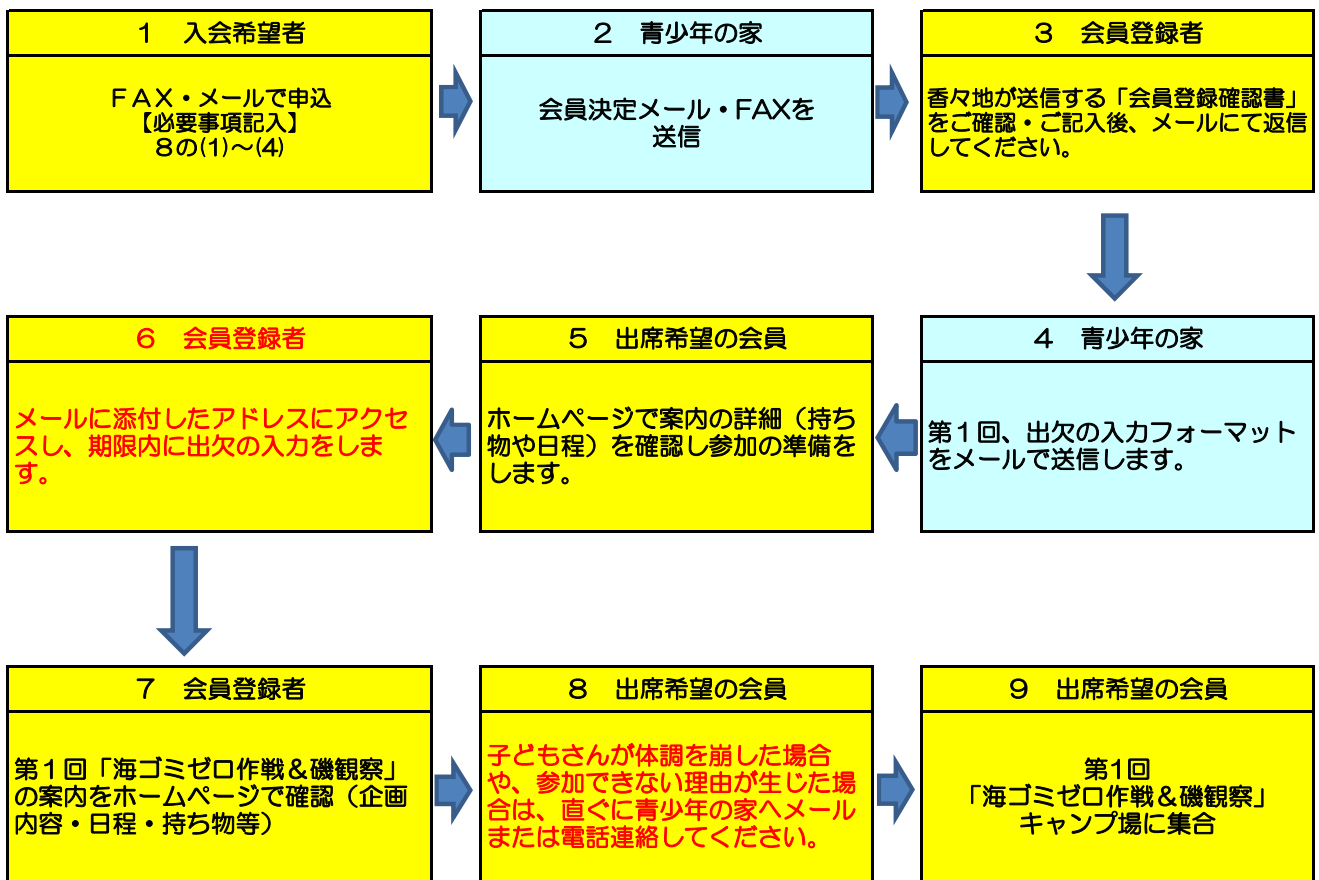 １　入会希望者
ＦＡＸ・メールで申込
【必要事項記入】
８の⑴～⑷
２　青少年の家
会員決定メール・FAXを
送信
３　会員登録者
香々地が送信する「会員登録確認書」
をご確認・ご記入後、メールにて返信
してください。
４　青少年の家
第１回、出欠の入力フォーマット
をメールで送信します。
５　出席希望の会員
ホームページで案内の詳細（持ち
物や日程）を確認し参加の準備を
します。
６　会員登録者
メールに添付したアドレスにアクセ
スし、期限内に出欠の入力をしま
す。
７　会員登録者
第１回「海ゴミゼロ作戦＆磯観察」
の案内をホームページで確認（企画
内容・日程・持ち物等）
８　出席希望の会員
子どもさんが体調を崩した場合
や、参加できない理由が生じた場
合は、直ぐに青少年の家へメール
または電話連絡してください。
９　出席希望の会員
第1回
「海ゴミゼロ作戦＆磯観察」
キャンプ場に集合